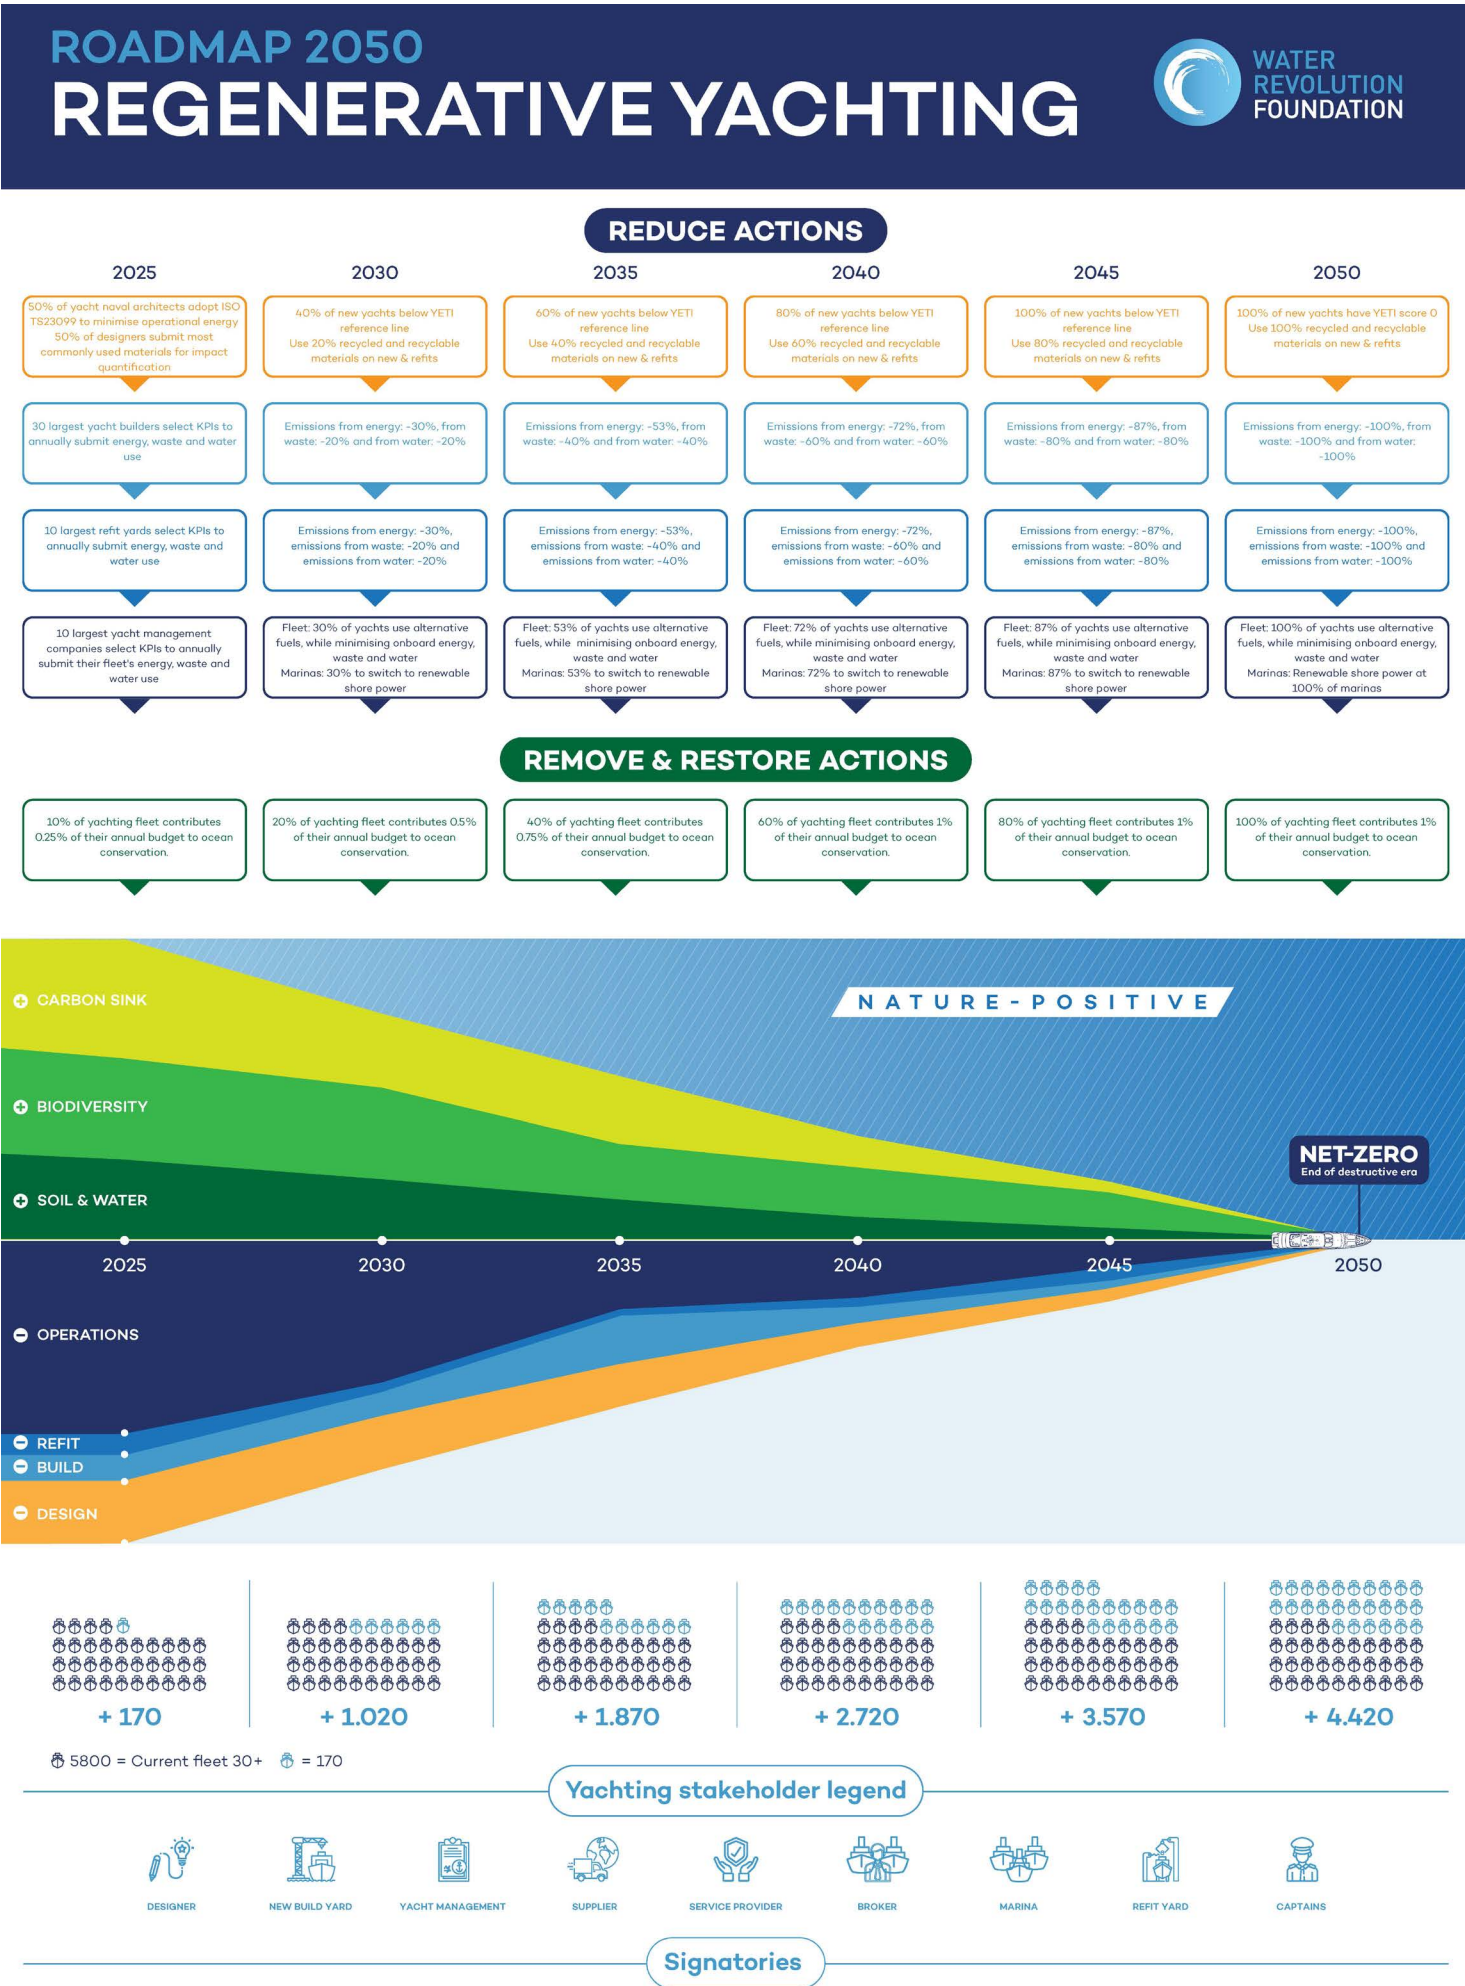 ROADMAP 2050
REGENERATIVE YACHTING
WATER
REVOLUTION
FOUNDATION
REDUCE ACTIONS
2025
2030
2035
2040
2045
2050
50% of yacht naval architects adopt ISO
TS23099 to minimise operational energy
50% of designers submit most
commonly used materials for impact
quantification
40% of new yachts below YETI
reference line
Use 20% recycled and recyclable
materials on new & refits
60% of new yachts below YETI
reference line
Use 40% recycled and recyclable
materials on new & refits
80% of new yachts below YETI
reference line
Use 60% recycled and recyclable
materials on new & refits
100% of new yachts below YETI
reference line
Use 80% recycled and recyclable
materials on new & refits
100% of new yachts have YETI score 0
Use 100% recycled and recyclable
materials on new & refits
30 largest yacht builders select KPIs to
annually submit energy, waste and water
use
Emissions from energy: -30%, from
waste: -20% and from water: -20%
Emissions from energy: -53%, from
waste: -40% and from water: -40%
Emissions from energy: -72%, from
waste: -60% and from water: -60%
Emissions from energy: -87%, from
waste: -80% and from water: -80%
Emissions from energy: -100%, from
waste: -100% and from water:
-100%
10 largest refit yards select KPIs to
annually submit energy, waste and
water use
Emissions from energy: -30%,
emissions from waste: -20% and
emissions from water: -20%
Emissions from energy: -53%,
emissions from waste: -40% and
emissions from water: -40%
Emissions from energy: -72%,
emissions from waste: -60% and
emissions from water: -60%
Emissions from energy: -87%,
emissions from waste: -80% and
emissions from water: -80%
Emissions from energy: -100%,
emissions from waste: -100% and
emissions from water: -100%
10 largest yacht management
companies select KPIs to annually
submit their fleet's energy, waste and
water use
Fleet: 30% of yachts use alternative
fuels, while minimising onboard energy,
waste and water
Marinas: 30% to switch to renewable
shore power
Fleet: 53% of yachts use alternative
fuels, while minimising onboard energy,
waste and water
Marinas: 53% to switch to renewable
shore power
Fleet: 72% of yachts use alternative
fuels, while minimising onboard energy,
waste and water
Marinas: 72% to switch to renewable
shore power
Fleet: 87% of yachts use alternative
fuels, while minimising onboard energy,
waste and water
Marinas: 87% to switch to renewable
shore power
Fleet: 100% of yachts use alternative
fuels, while minimising onboard energy,
waste and water
Marinas: Renewable shore power at
100% of marinas
REMOVE & RESTORE ACTIONS
10% of yachting fleet contributes
0.25% of their annual budget to ocean
conservation.
20% of yachting fleet contributes 0.5%
of their annual budget to ocean
conservation.
40% of yachting fleet contributes
0.75% of their annual budget to ocean
conservation.
60% of yachting fleet contributes 1%
of their annual budget to ocean
conservation.
80% of yachting fleet contributes 1%
of their annual budget to ocean
conservation.
100% of yachting fleet contributes 1%
of their annual budget to ocean
conservation.
CARBON SINK
NATURE-POSITIVE
BIODIVERSITY
NET-ZERO
End of destructive era
SOIL & WATER
2025
2030
2035
2040
2045
2050
OPERATIONS
REFIT
BUILD
DESIGN
+ 170
+ 1.020
+ 1.870
+ 2.720
+ 3.570
+ 4.420
5800 = Current fleet 30+
= 170
Yachting stakeholder legend
DESIGNER
NEW BUILD YARD
YACHT MANAGEMENT
SUPPLIER
SERVICE PROVIDER
BROKER
MARINA
REFIT YARD
CAPTAINS
Signatories